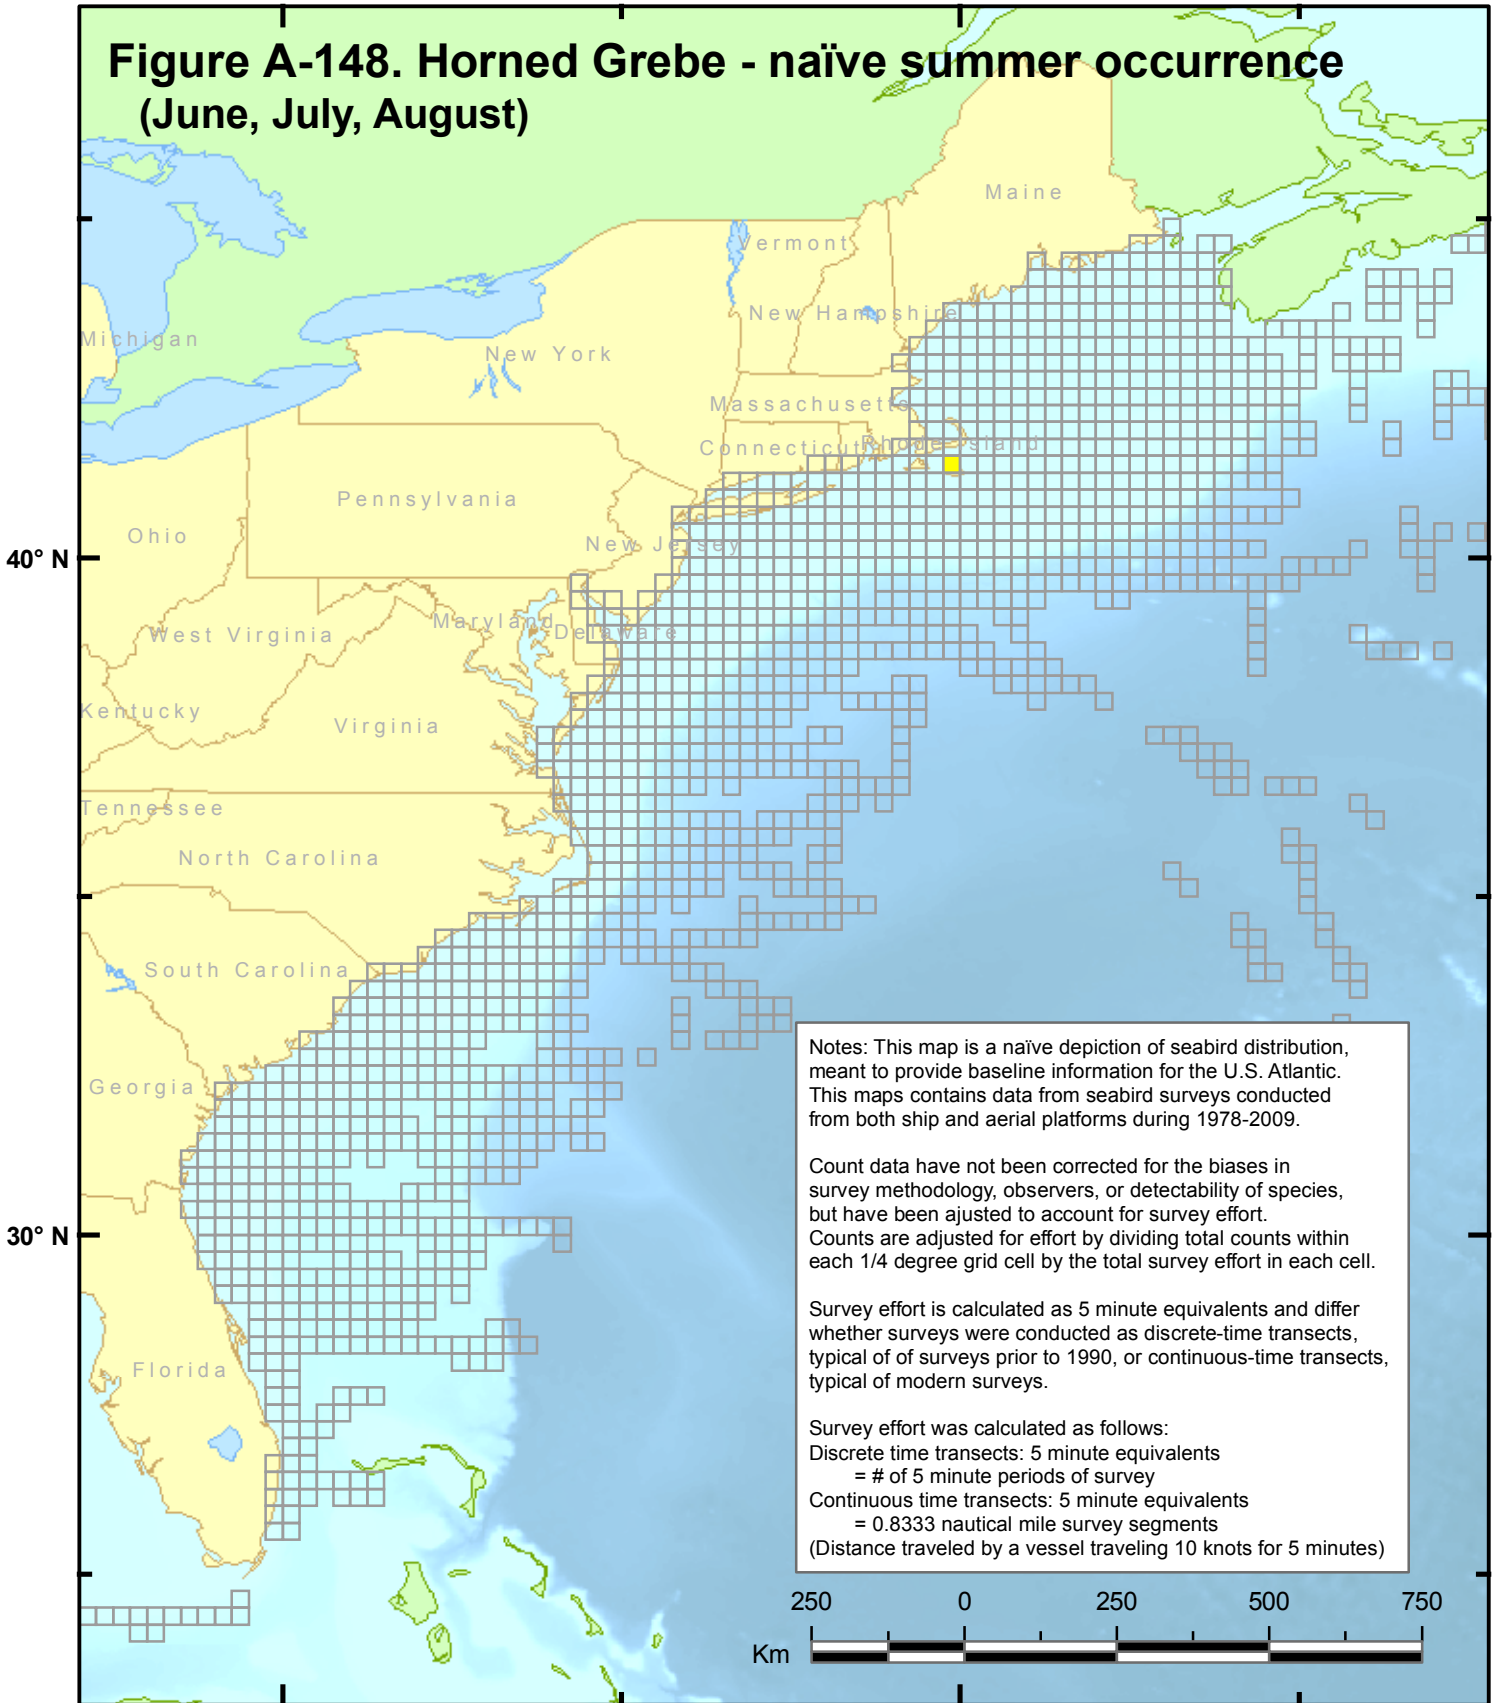 Figure A-148. Horned Grebe - naïve summer occurrence
(June, July, August)
Maine
Vermont
New Hampshire
Michigan
New York
Massachusetts
Connecticut
Rhode Island
Pennsylvania
Ohio
New Jersey
40° N
Maryland
Delaware
West Virginia
Kentucky
Virginia
Tennessee
North Carolina
South Carolina
Georgia
30° N
Florida
Notes: This map is a naïve depiction of seabird distribution,
meant to provide baseline information for the U.S. Atlantic.
This maps contains data from seabird surveys conducted
from both ship and aerial platforms during 1978-2009.
Count data have not been corrected for the biases in
survey methodology, observers, or detectability of species,
but have been ajusted to account for survey effort.
Counts are adjusted for effort by dividing total counts within
each 1/4 degree grid cell by the total survey effort in each cell.
Survey effort is calculated as 5 minute equivalents and differ
whether surveys were conducted as discrete-time transects,
typical of of surveys prior to 1990, or continuous-time transects,
typical of modern surveys.
Survey effort was calculated as follows:
Discrete time transects: 5 minute equivalents
= # of 5 minute periods of survey
Continuous time transects: 5 minute equivalents
= 0.8333 nautical mile survey segments
(Distance traveled by a vessel traveling 10 knots for 5 minutes)
250 0 250 500 750
Km